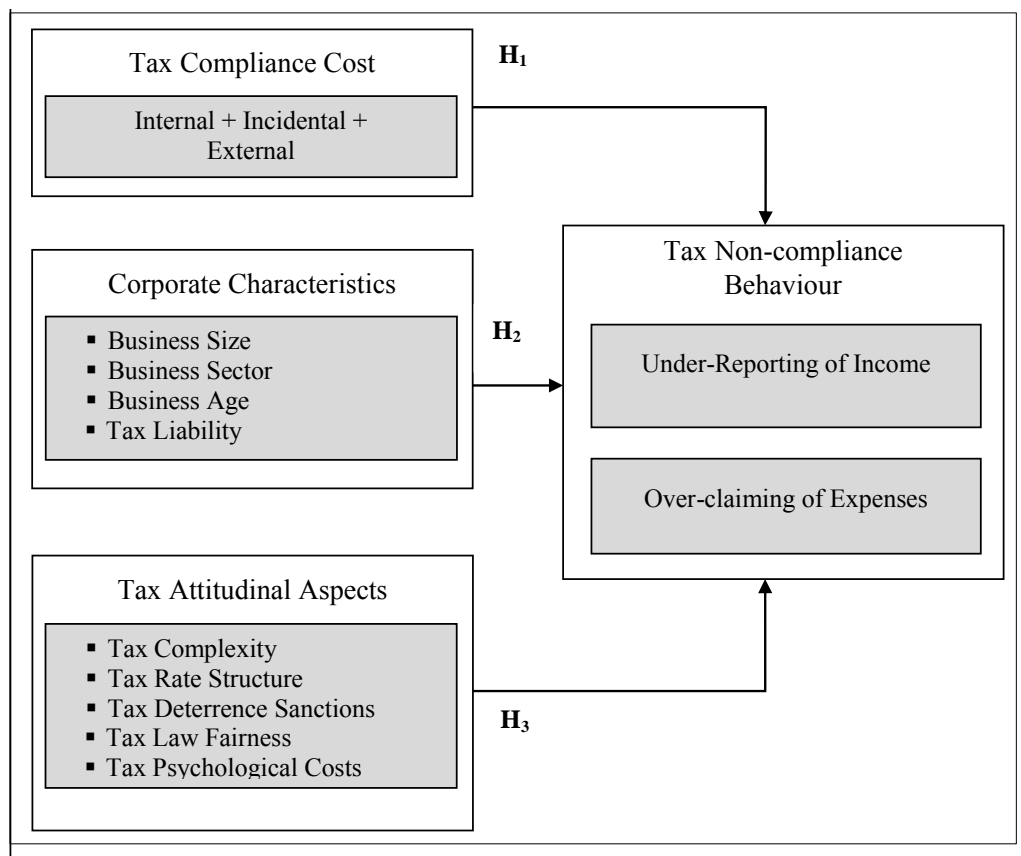 Tax Compliance Cost
Internal + Incidental +
External
H₁
Corporate Characteristics
▪ Business Size
▪ Business Sector
▪ Business Age
▪ Tax Liability
H₂
Tax Attitudinal Aspects
▪ Tax Complexity
▪ Tax Rate Structure
▪ Tax Deterrence Sanctions
▪ Tax Law Fairness
▪ Tax Psychological Costs
H₃
Tax Non-compliance
Behaviour
Under-Reporting of Income
Over-claiming of Expenses